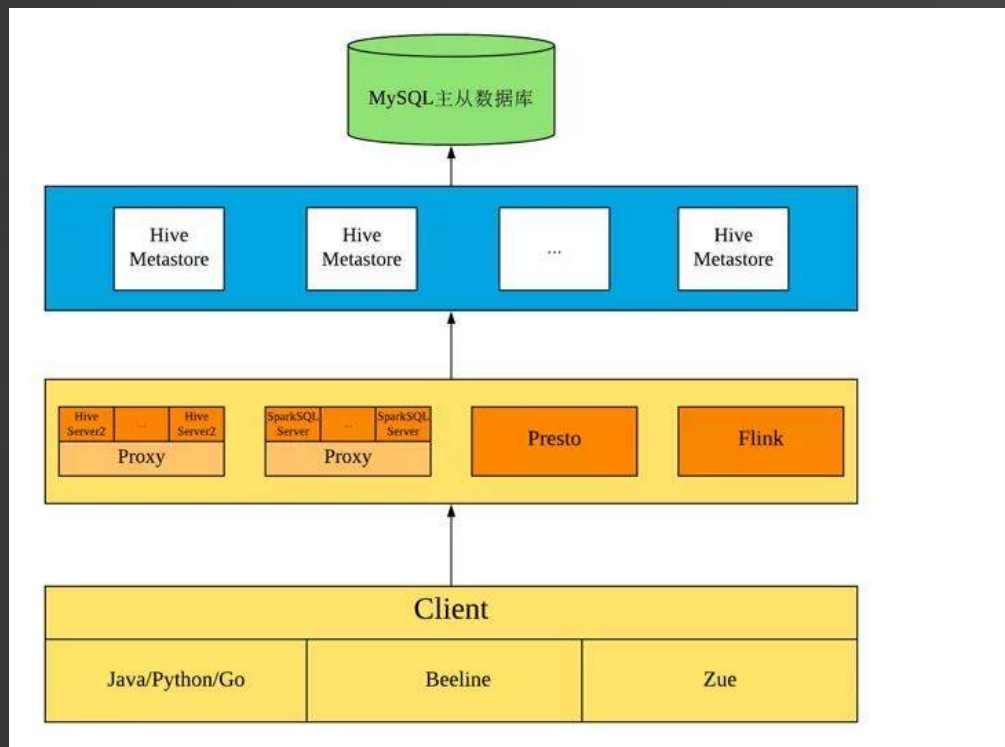 MySQL主从数据库
Hive
Metastore
Hive
Metastore
...
Hive
Metastore
Hive
Server2
...
Hive
Server2
Proxy
SparkSQL
Server
...
SparkSQL
Server
Proxy
Presto
Flink
Client
Java/Python/Go
Beeline
Zue